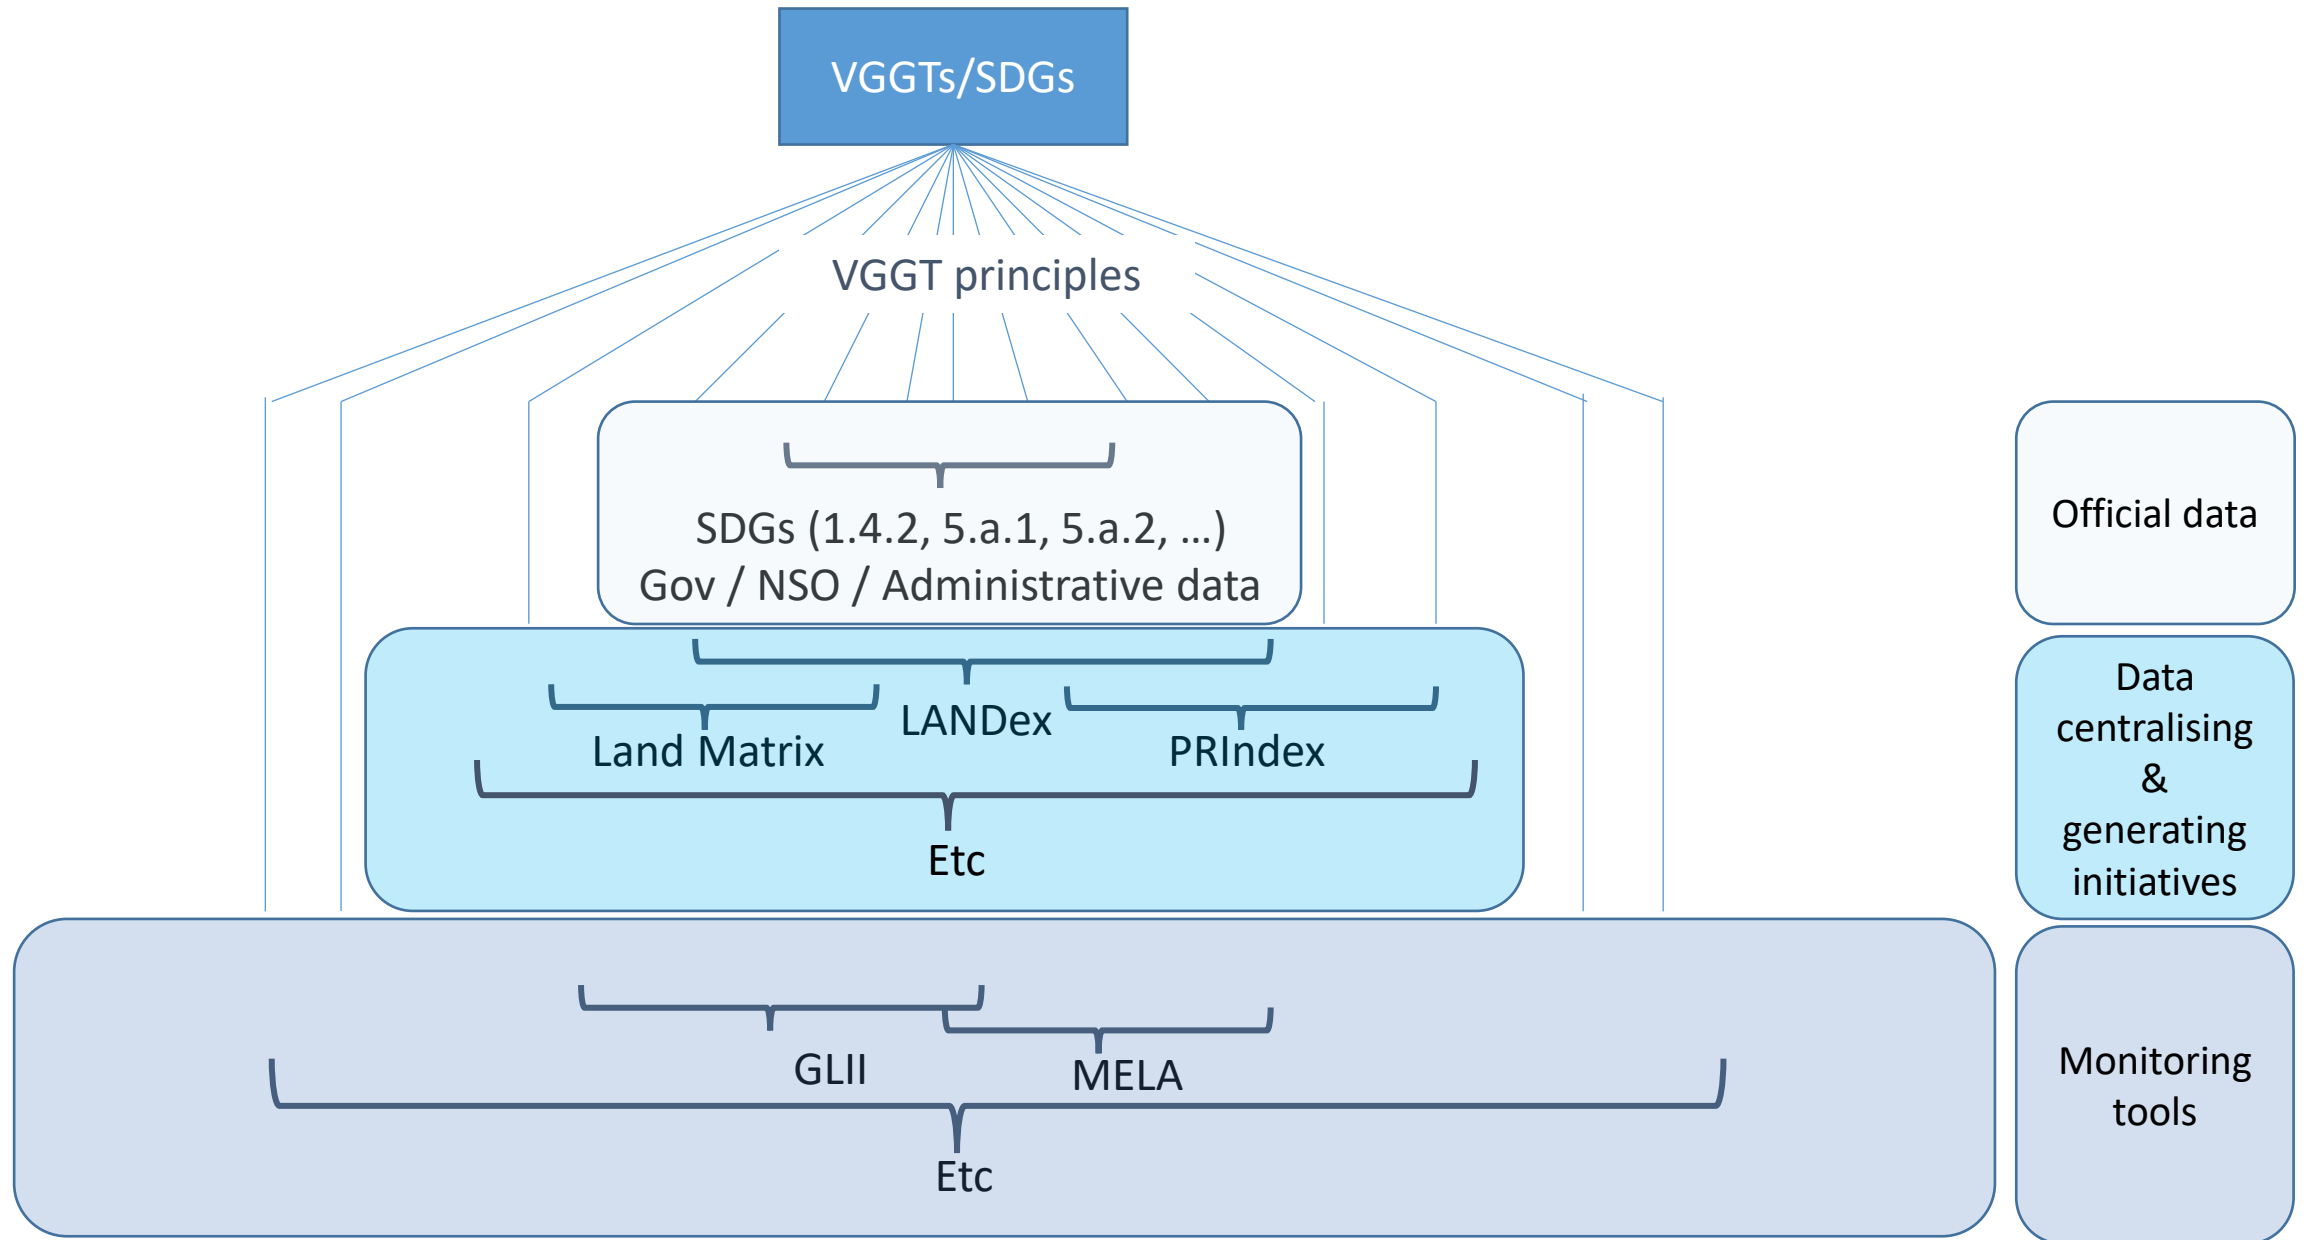 VGGTs/SDGs
VGGT principles
SDGs (1.4.2, 5.a.1, 5.a.2, ...)
Gov / NSO / Administrative data
Official data
LANDex
Land Matrix
PRIndex
Etc
Data
centralising
&
generating
initiatives
GLII
MELA
Etc
Monitoring
tools